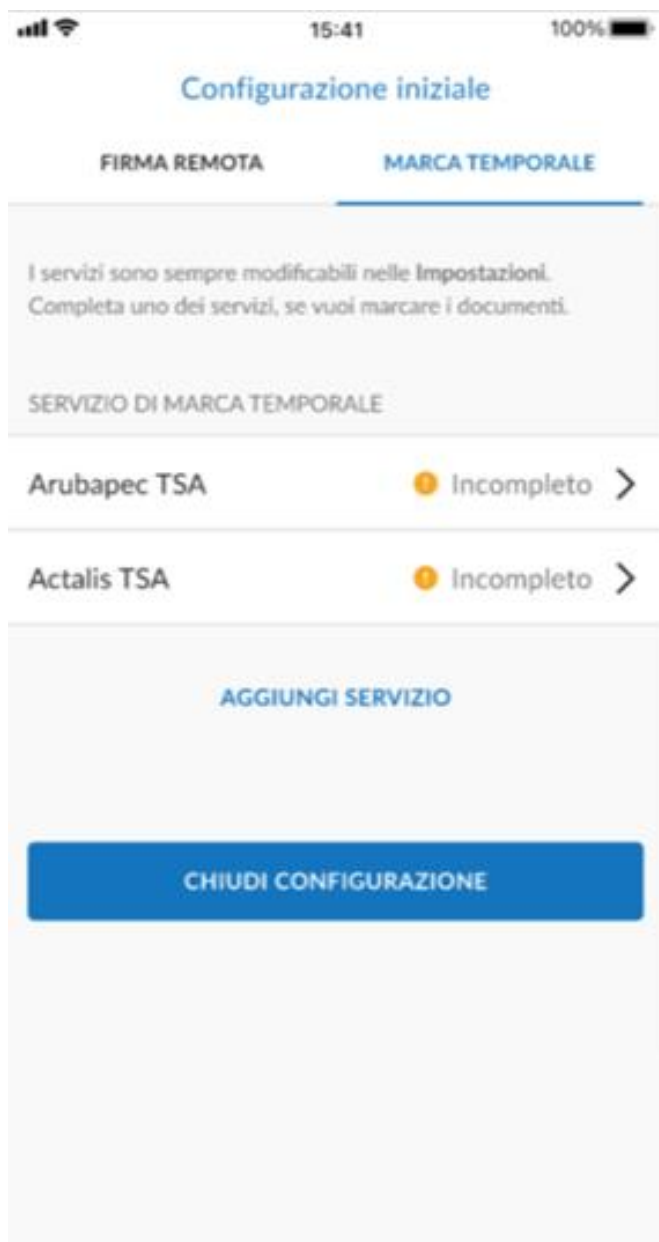 15:41 100%
Configurazione iniziale
FIRMA REMOTA MARCA TEMPORALE
I servizi sono sempre modificabili nelle Impostazioni.
Completa uno dei servizi, se vuoi marcare i documenti.
SERVIZIO DI MARCA TEMPORALE
Arubapec TSA ! Incompleto
Actalis TSA ! Incompleto
AGGIUNGI SERVIZIO
CHIUDI CONFIGURAZIONE